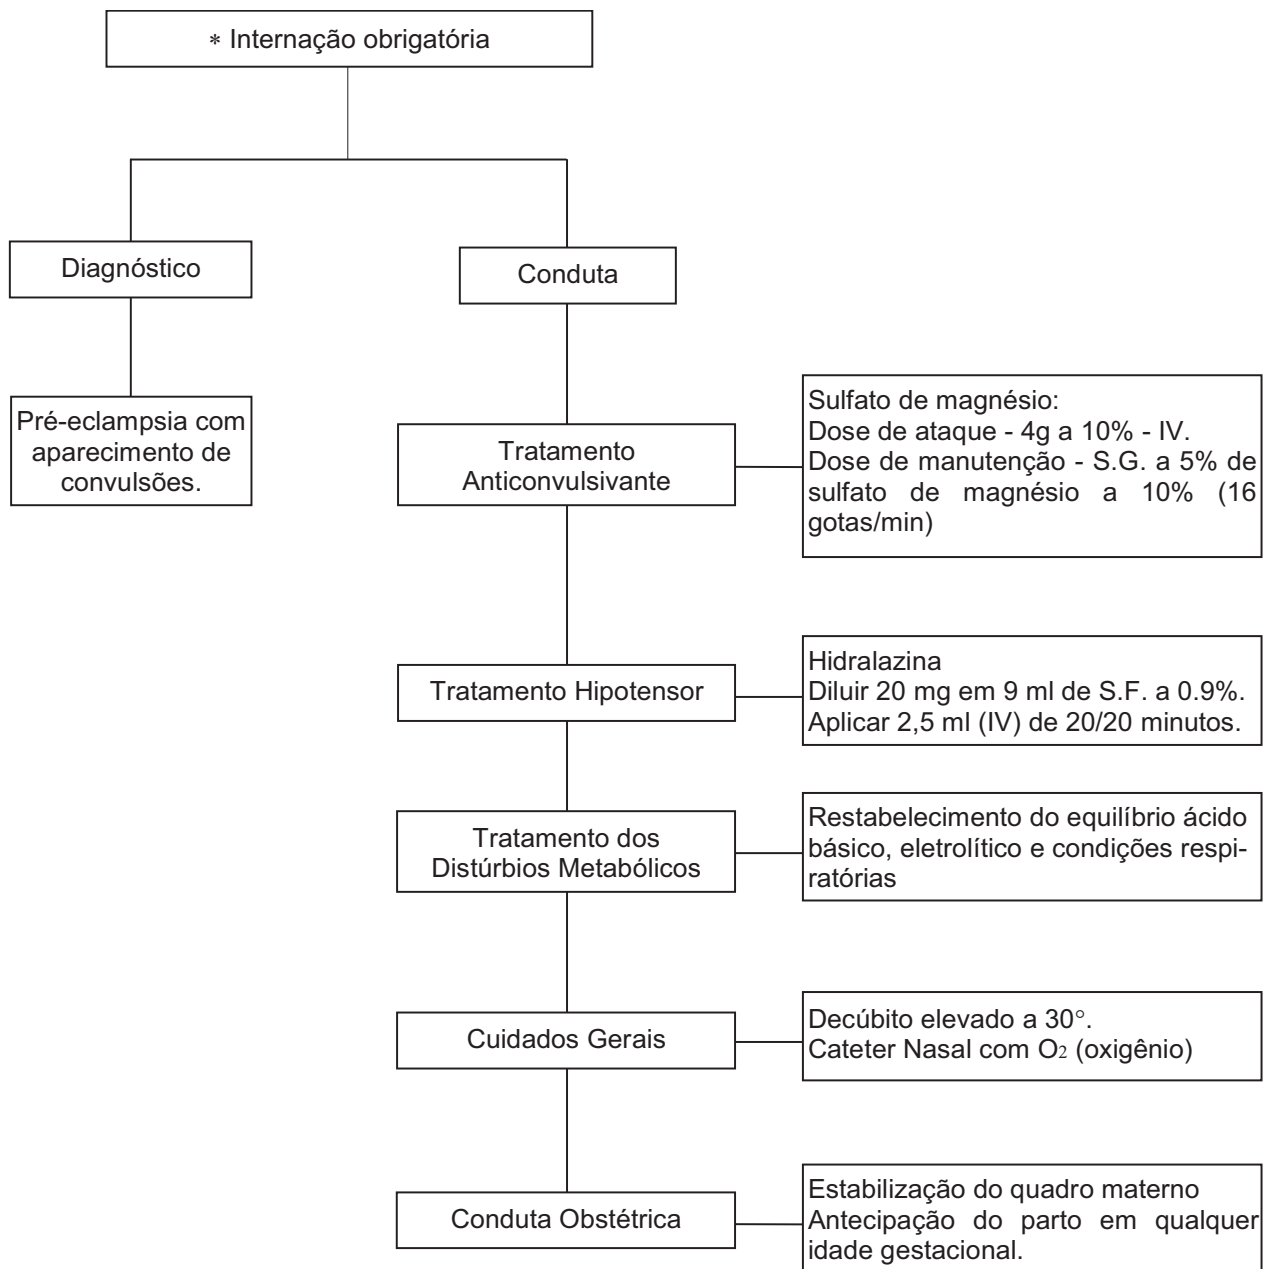 * Internação obrigatória
Diagnóstico
Conduta
Pré-eclampsia com
aparecimento de
convulsões.
Tratamento
Anticonvulsivante
Sulfato de magnésio:
Dose de ataque - 4g a 10% - IV.
Dose de manutenção - S.G. a 5% de
sulfato de magnésio a 10% (16
gotas/min)
Tratamento Hipotensor
Hidralazina
Diluir 20 mg em 9 ml de S.F. a 0.9%.
Aplicar 2,5 ml (IV) de 20/20 minutos.
Tratamento dos
Distúrbios Metabólicos
Restabelecimento do equilíbrio ácido
básico, eletrolítico e condições respi-
ratórias
Cuidados Gerais
Decúbito elevado a 30°.
Cateter Nasal com O2 (oxigênio)
Conduta Obstétrica
Estabilização do quadro materno
Antecipação do parto em qualquer
idade gestacional.